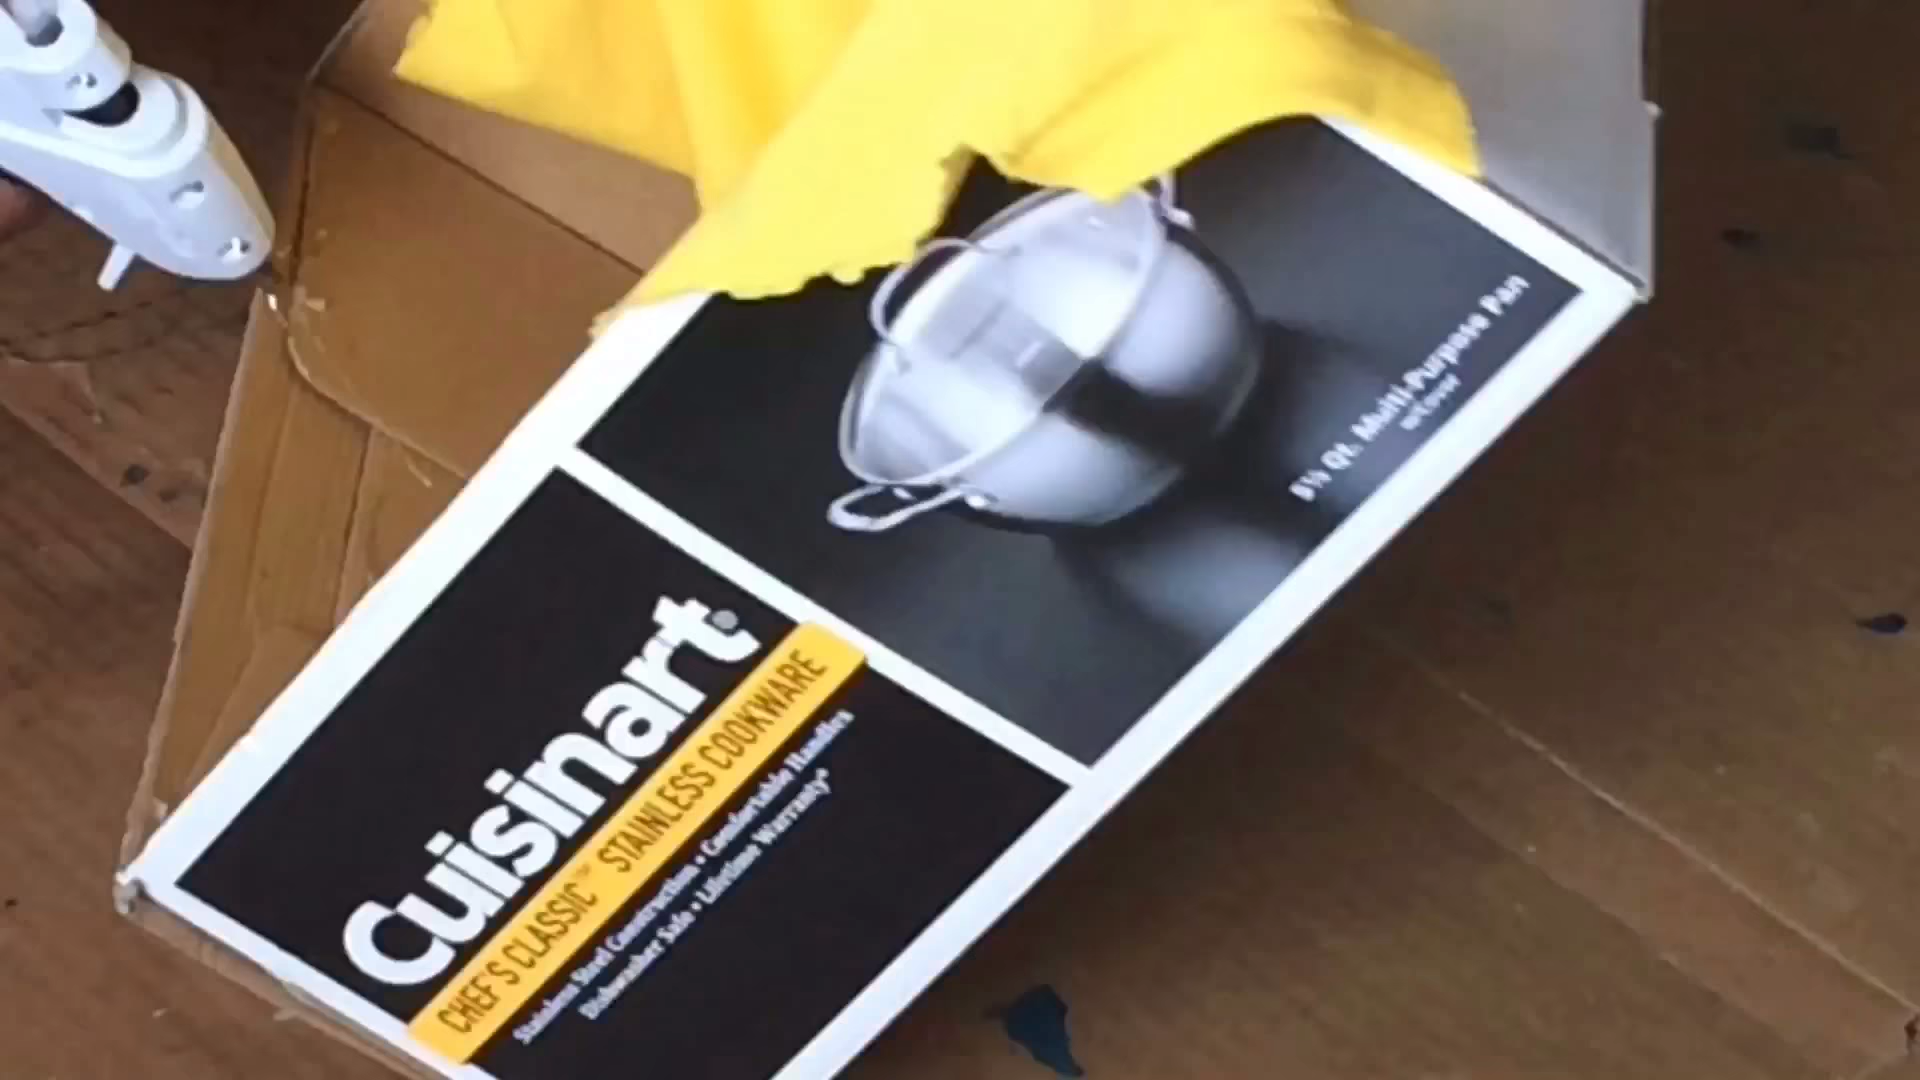 Cuisinart®
CHEF'S CLASSIC™ STAINLESS COOKWARE
Stainless Steel Construction • Comfortable Handles
Dishwasher Safe • Lifetime Warranty*
5½ Qt. Multi-Purpose Pan
w/Cover